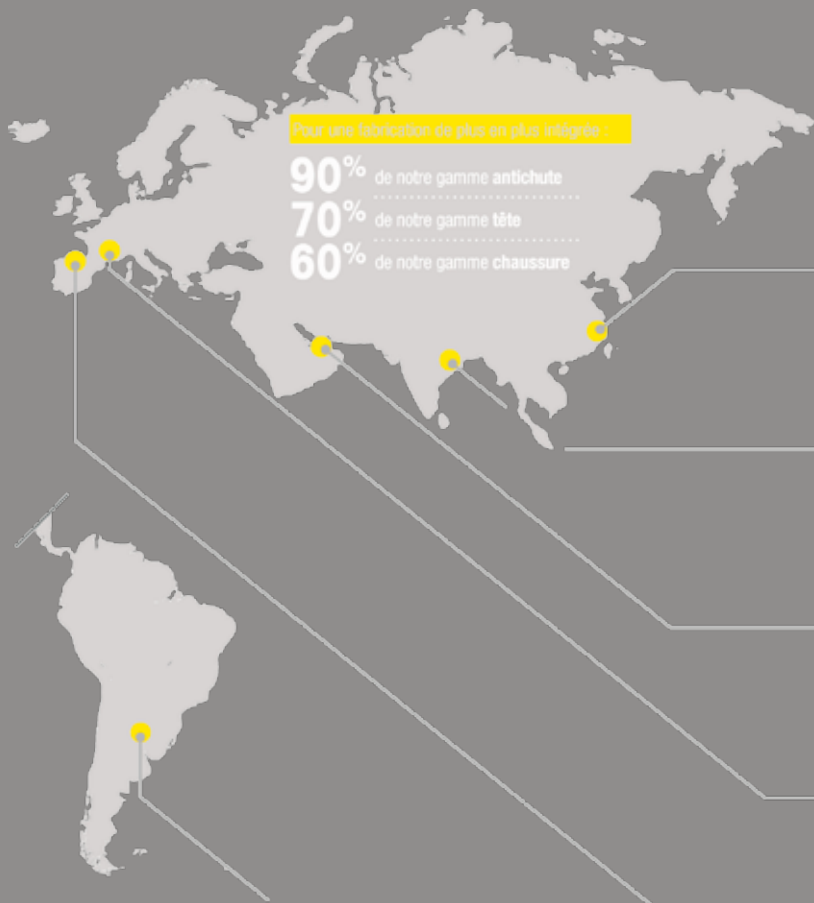 Pour une fabrication de plus en plus intégrée :
90% de notre gamme antichute
70% de notre gamme tête
60% de notre gamme chaussure